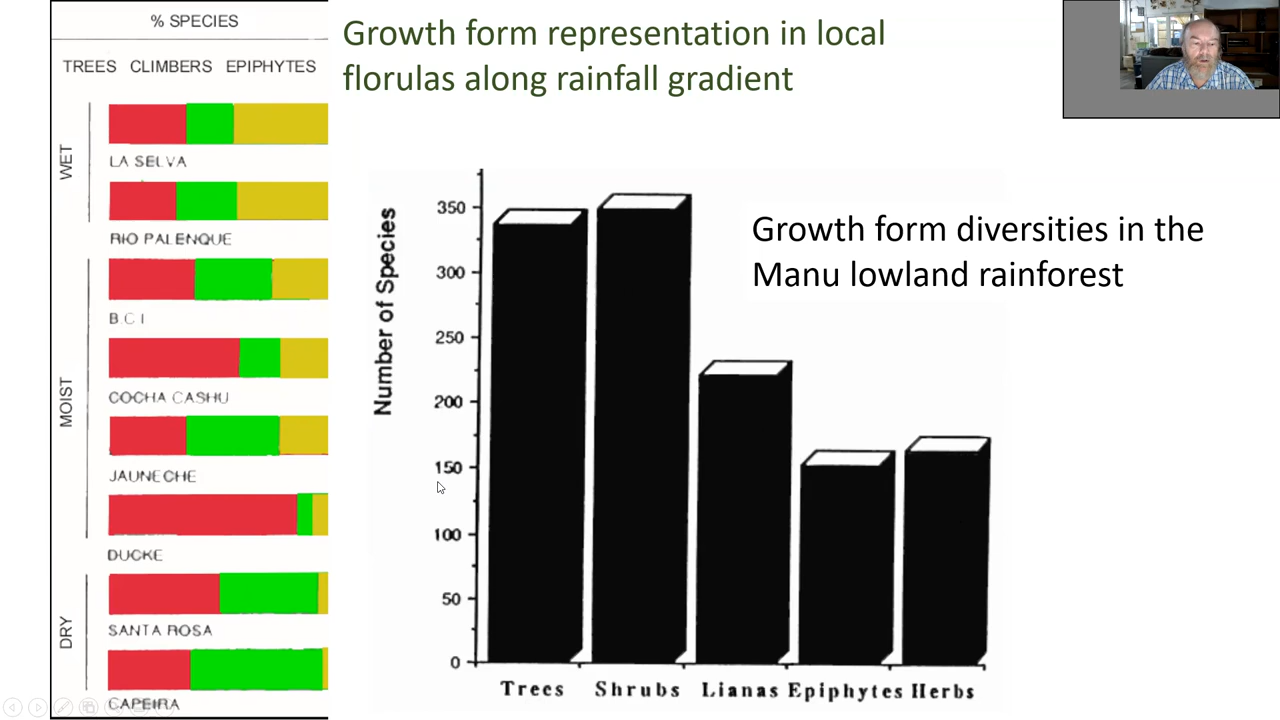 % SPECIES
TREES CLIMBERS EPIPHYTES
WET
LA SELVA
RIO PALENQUE
MOIST
B.C I
COCHA CASHU
JAUNECHE
DUCKE
DRY
SANTA ROSA
CAPEIRA
Growth form representation in local
florulas along rainfall gradient
Growth form diversities in the
Manu lowland rainforest
Number of Species
350
300
250
200
150
100
50
0
Trees Shrubs Lianas Epiphytes Herbs